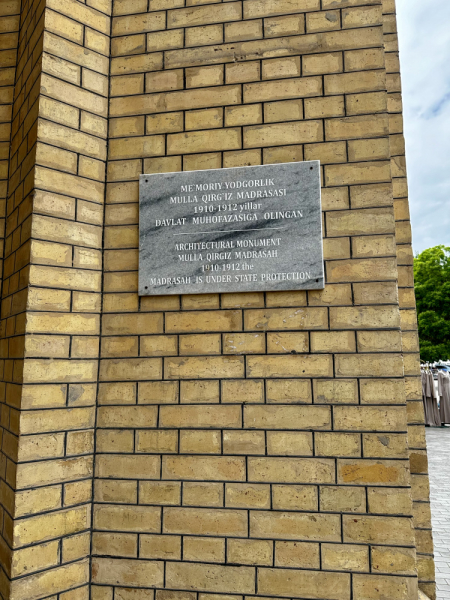 ME'MORIY YODGORLIK
MULLA QIRG'IZ MADRASASI
1910-1912 yillar
DAVLAT MUHOFAZASIGA OLINGAN
ARCHITECTURAL MONUMENT
MULLA QIRGIZ MADRASAH
1910-1912 the
MADRASAH IS UNDER STATE PROTECTION